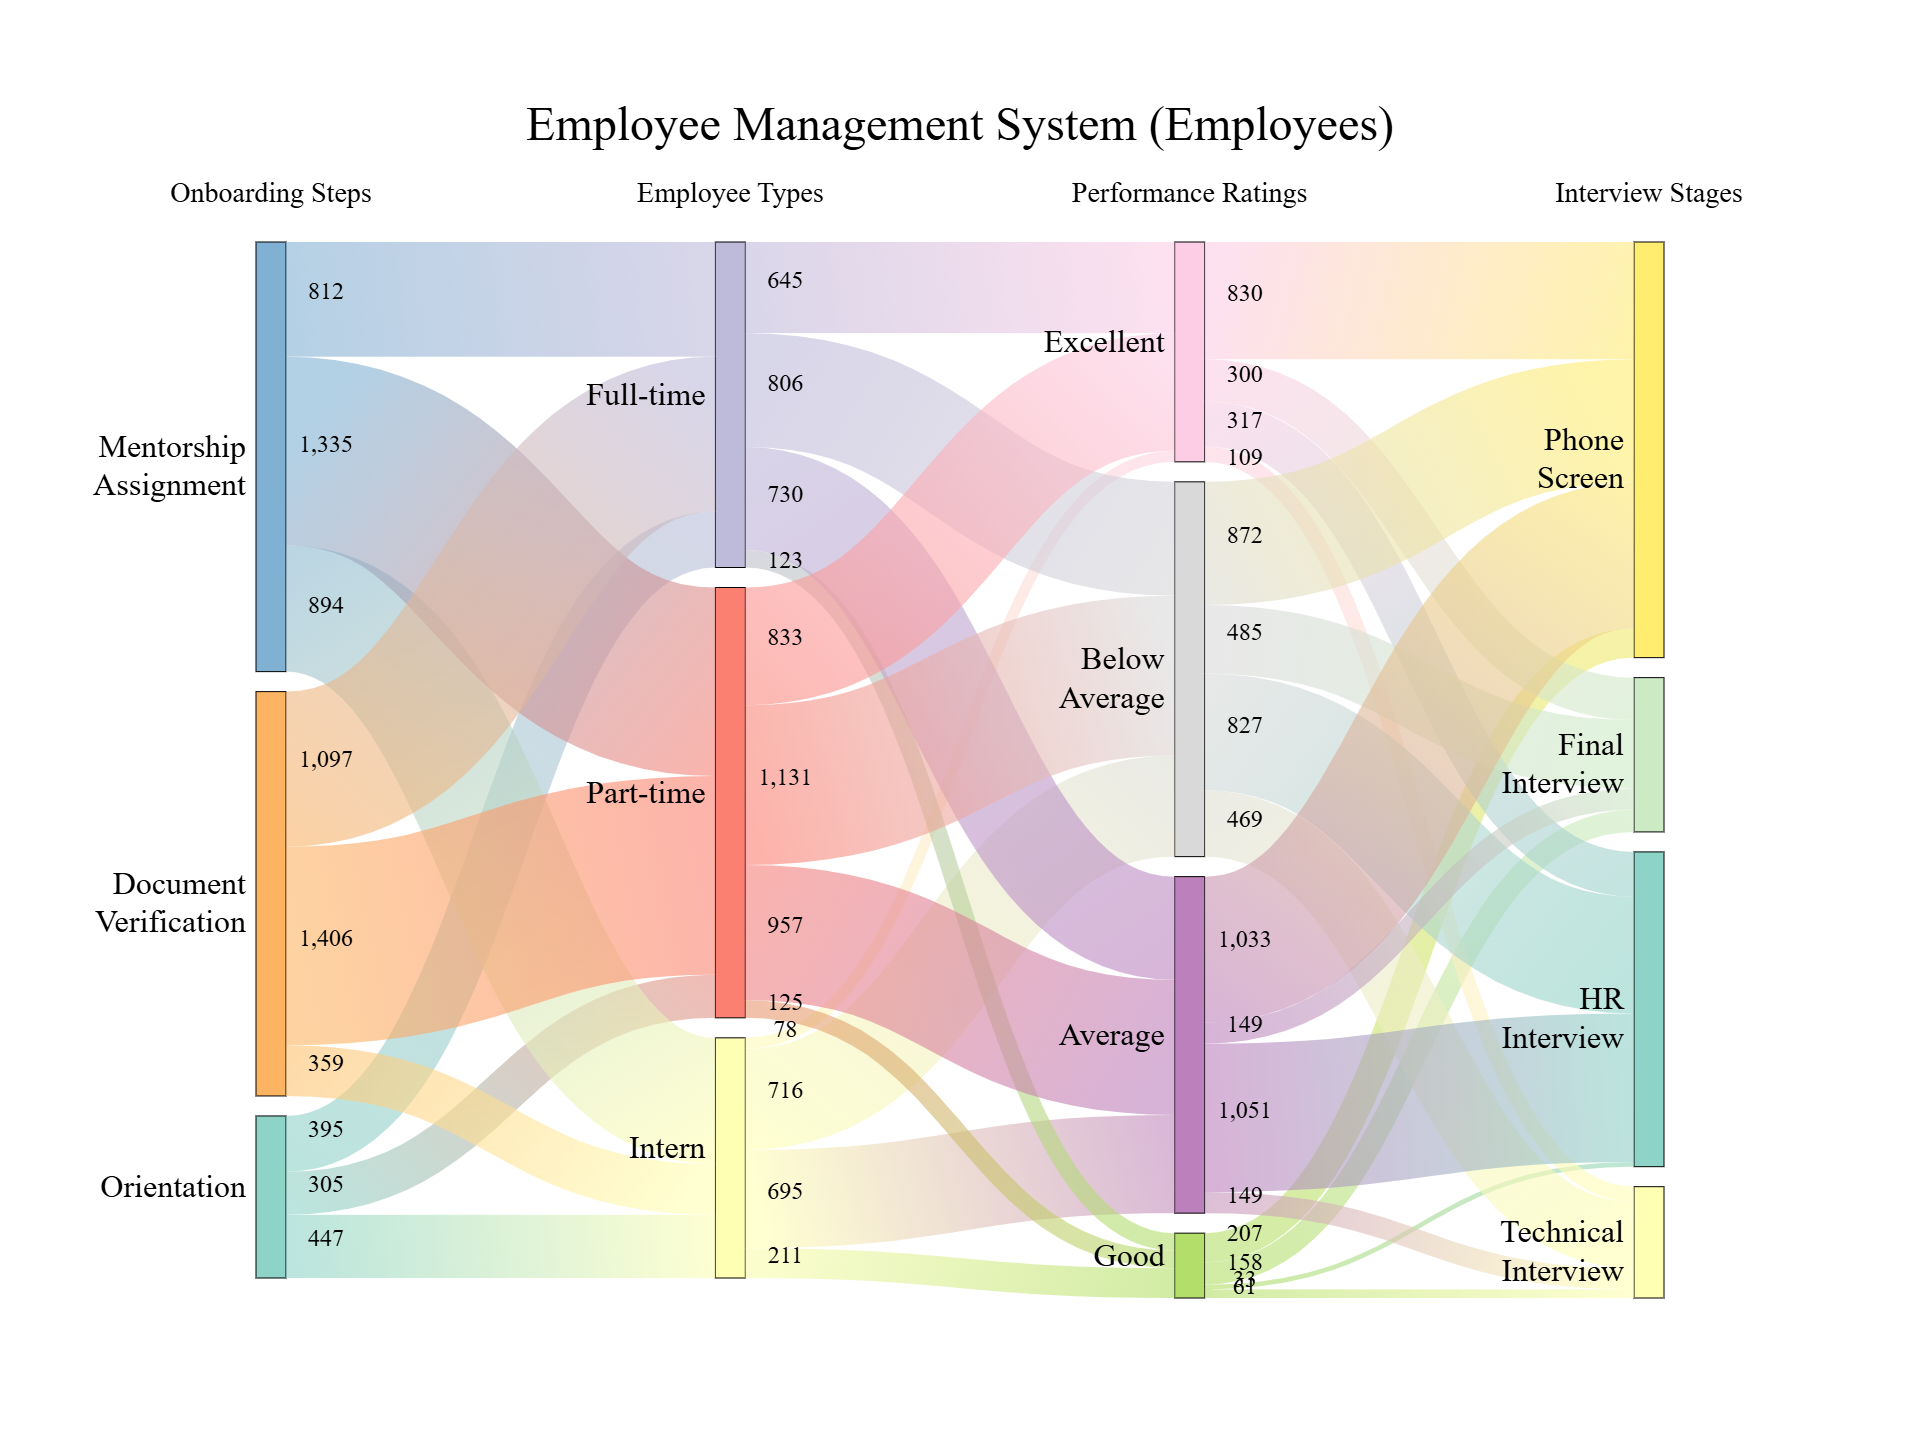 Employee Management System (Employees)
Onboarding Steps
Employee Types
Performance Ratings
Interview Stages
Mentorship
Assignment
Document
Verification
Orientation
812
1,335
894
1,097
1,406
359
395
305
447
Full-time
Part-time
Intern
645
806
730
123
833
1,131
957
125
78
716
695
211
Excellent
Below
Average
Average
Good
830
300
317
109
872
485
827
469
1,033
149
1,051
149
207
158
33
61
Phone
Screen
Final
Interview
HR
Interview
Technical
Interview